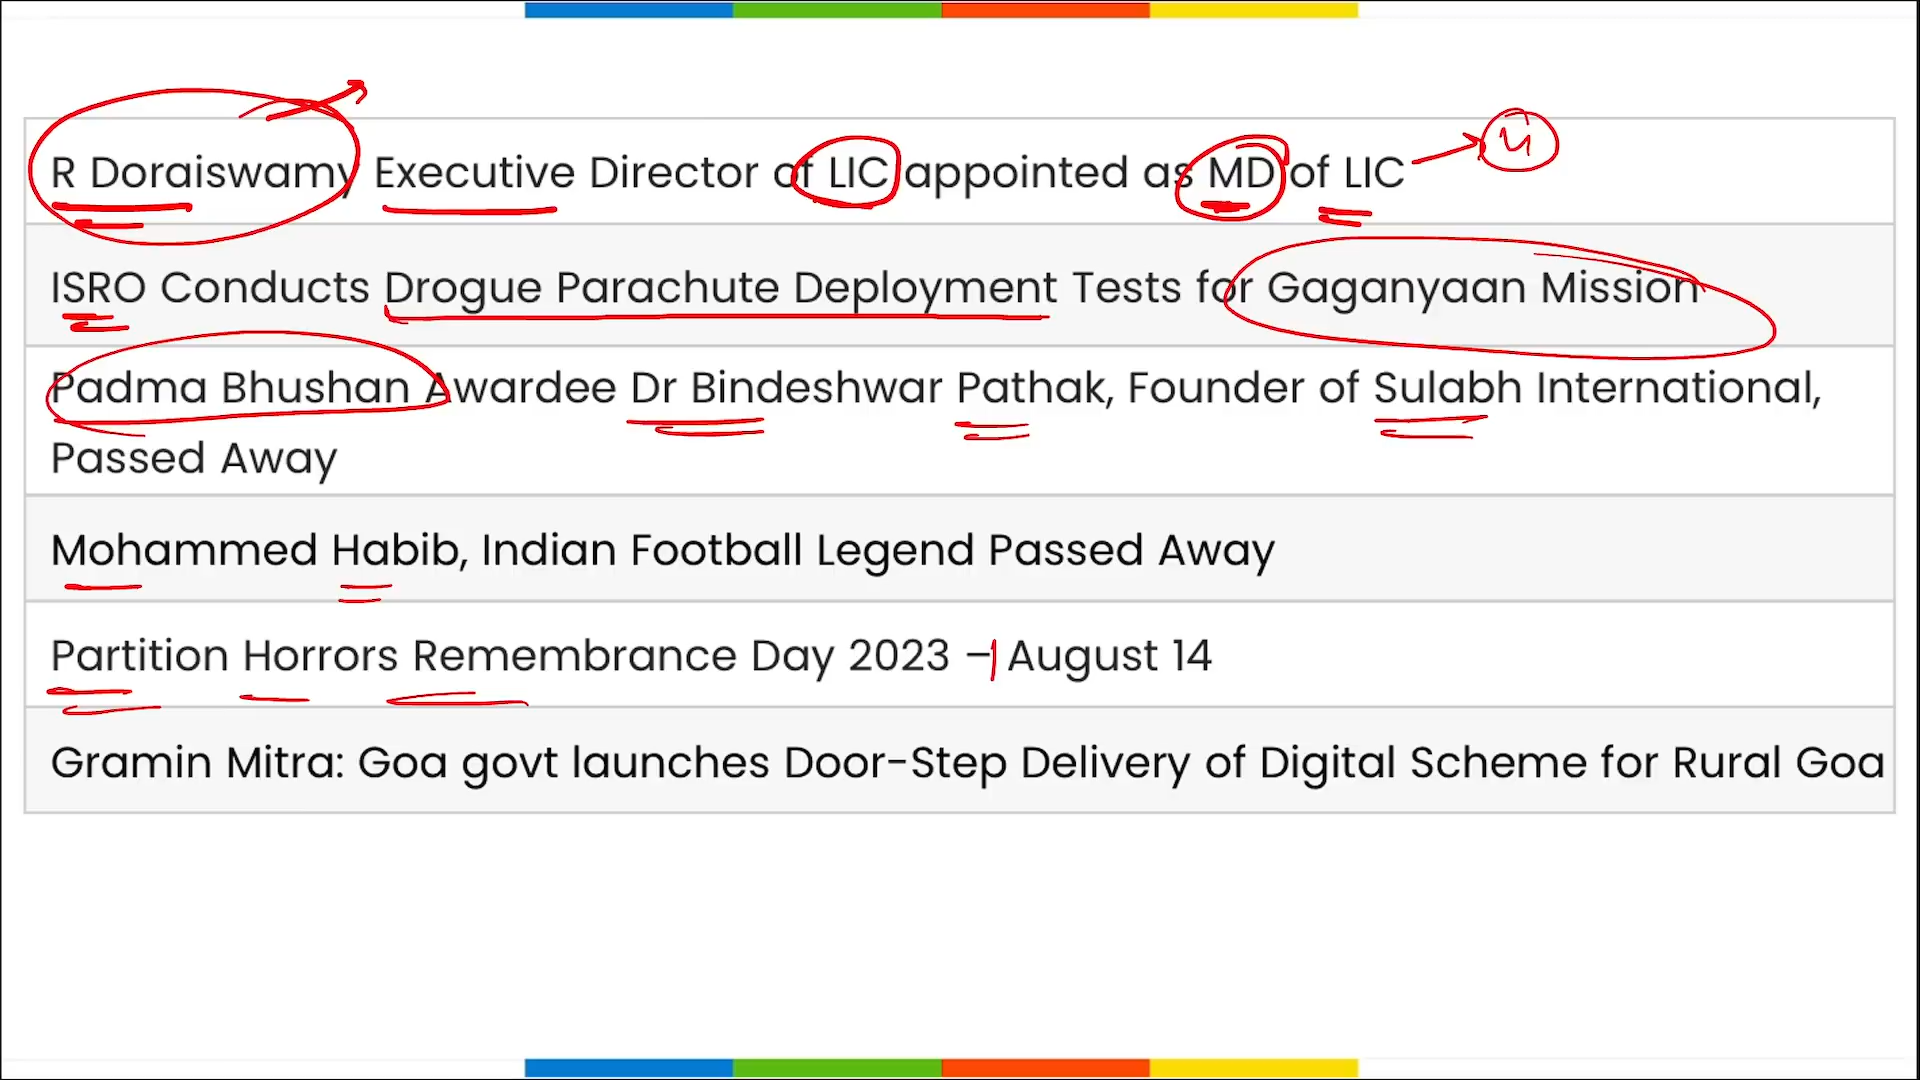 R Doraiswamy Executive Director of LIC appointed as MD of LIC
4
ISRO Conducts Drogue Parachute Deployment Tests for Gaganyaan Mission
Padma Bhushan Awardee Dr Bindeshwar Pathak, Founder of Sulabh International,
Passed Away
Mohammed Habib, Indian Football Legend Passed Away
Partition Horrors Remembrance Day 2023 – August 14
Gramin Mitra: Goa govt launches Door-Step Delivery of Digital Scheme for Rural Goa